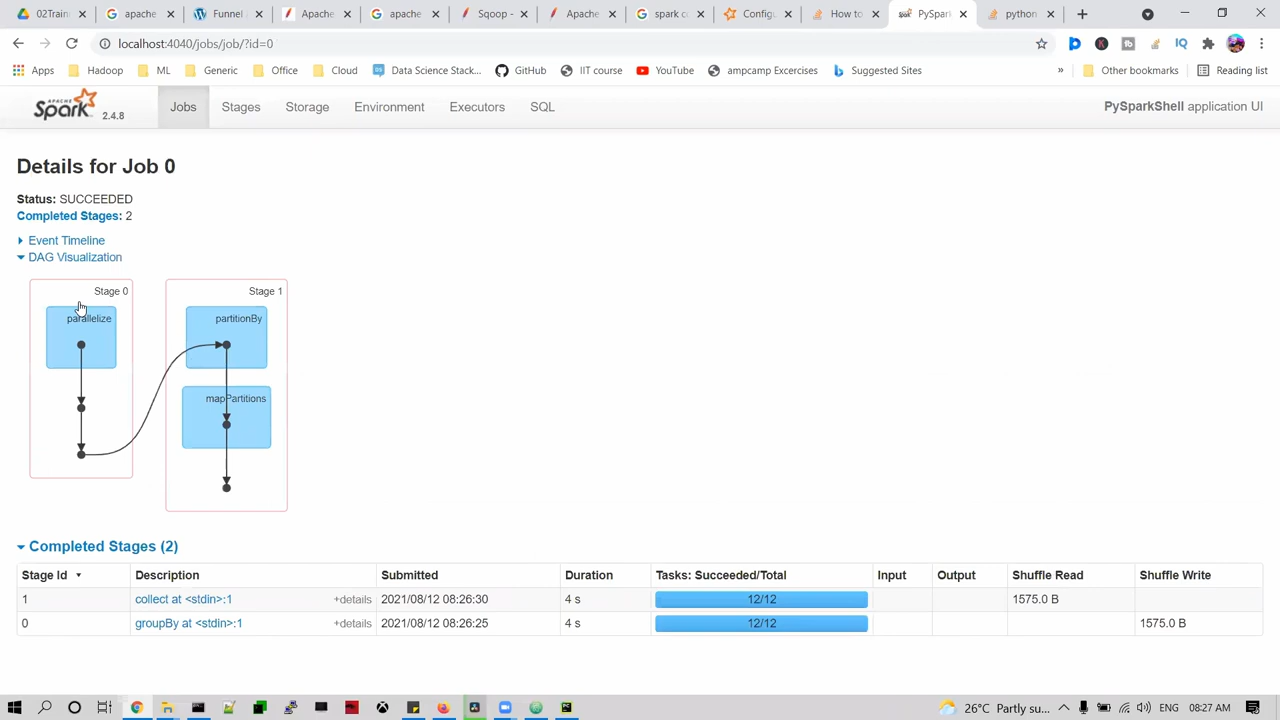 02Train
apache
Funnel
Apache
apache
Sqoop -
Apache
spark c
Configu
How to
PySpark
python
localhost:4040/jobs/job/?id=0
Apps
Hadoop
ML
Generic
Office
Cloud
Data Science Stack...
GitHub
IIT course
YouTube
ampcamp Excercises
Suggested Sites
»
Other bookmarks
Reading list
APACHE Spark 2.4.8
Jobs
Stages
Storage
Environment
Executors
SQL
PySparkShell application UI
Details for Job 0
Status: SUCCEEDED
Completed Stages: 2
Event Timeline
DAG Visualization
Stage 0
Stage 1
parallelize
partitionBy
mapPartitions
Completed Stages (2)
Stage Id Description Submitted Duration Tasks: Succeeded/Total Input Output Shuffle Read Shuffle Write
1 collect at <stdin>:1 +details 2021/08/12 08:26:30 4 s 12/12 1575.0 B
0 groupBy at <stdin>:1 +details 2021/08/12 08:26:25 4 s 12/12 1575.0 B
26°C Partly su...
08:27 AM